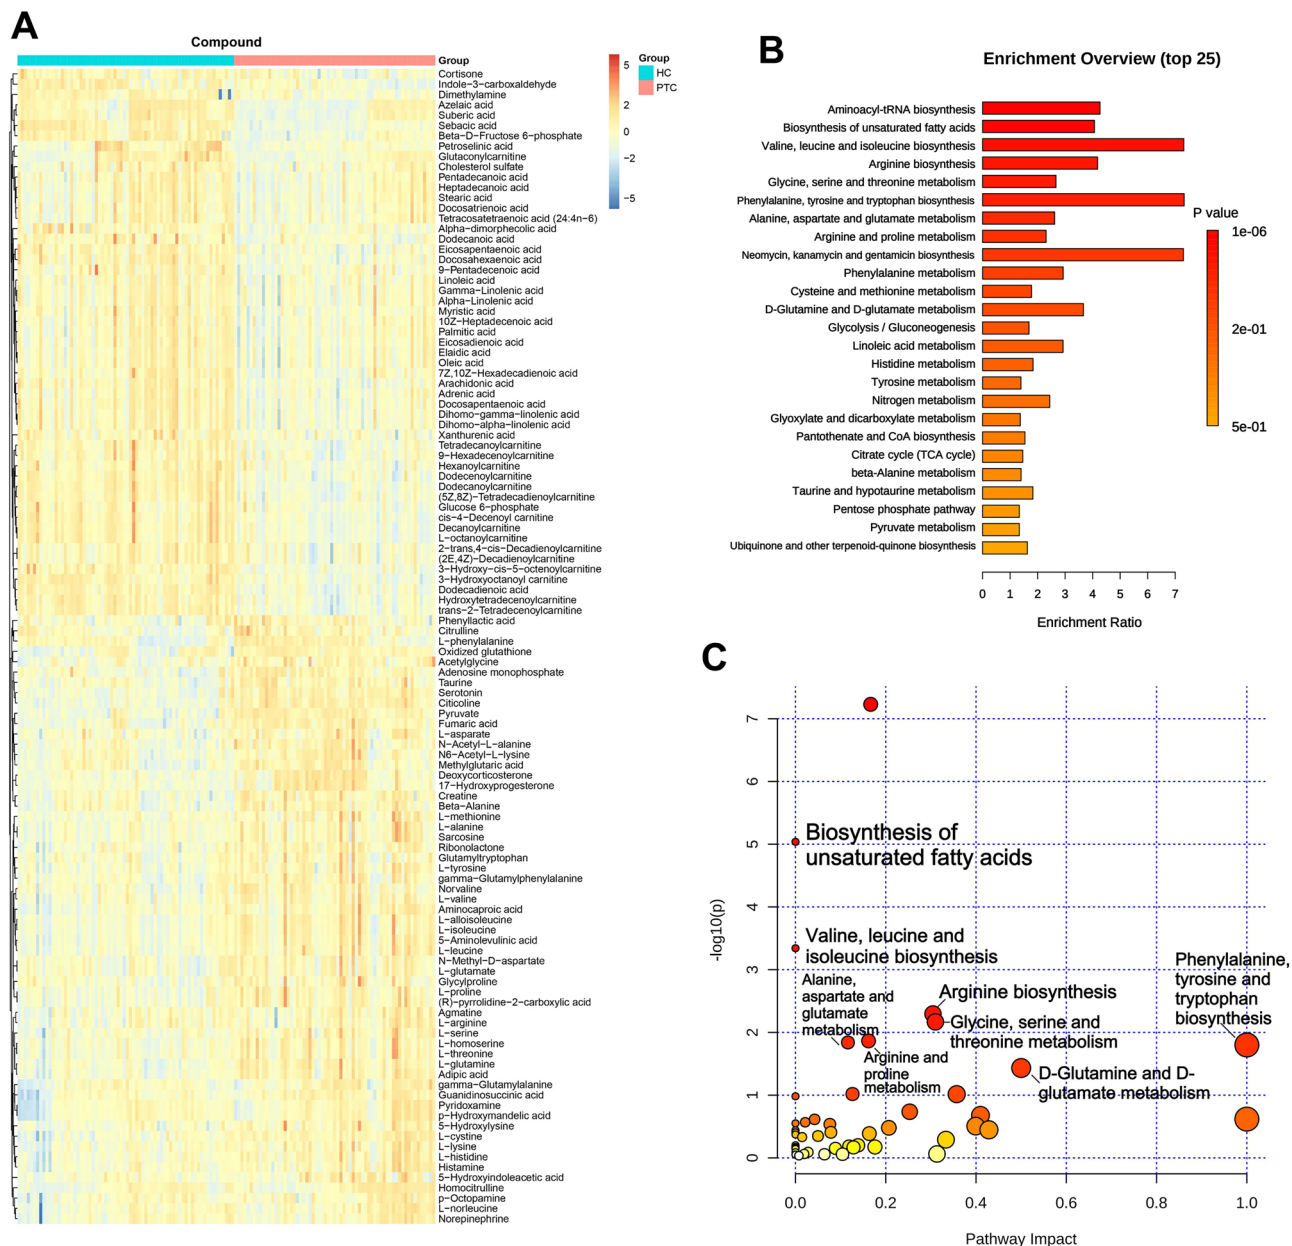 A
Compound
Group
Cortisone
Indole−3−carboxaldehyde
Dimethylamine
Azelaic acid
Suberic acid
Sebacic acid
Beta−D−Fructose 6−phosphate
Petroselinic acid
Glutaconylcarnitine
Cholesterol sulfate
Pentadecanoic acid
Heptadecanoic acid
Stearic acid
Docosatrienoic acid
Tetracosatetraenoic acid (24:4n−6)
Alpha−dimorphecolic acid
Dodecanoic acid
Eicosapentaenoic acid
Docosahexaenoic acid
9−Pentadecenoic acid
Linoleic acid
Gamma−Linolenic acid
Alpha−Linolenic acid
Myristic acid
10Z−Heptadecenoic acid
Palmitic acid
Eicosadienoic acid
Elaidic acid
Oleic acid
7Z,10Z−Hexadecadienoic acid
Arachidonic acid
Adrenic acid
Docosapentaenoic acid
Dihomo−gamma−linolenic acid
Dihomo−alpha−linolenic acid
Xanthurenic acid
Tetradecanoylcarnitine
9−Hexadecenoylcarnitine
Hexanoylcarnitine
Dodecenoylcarnitine
Dodecanoylcarnitine
(5Z,8Z)−Tetradecadienoylcarnitine
Glucose 6−phosphate
cis−4−Decenoyl carnitine
Decanoylcarnitine
L−octanoylcarnitine
2−trans,4−cis−Decadienoylcarnitine
(2E,4Z)−Decadienoylcarnitine
3−Hydroxy−cis−5−octenoylcarnitine
3−Hydroxyoctanoyl carnitine
Dodecadienoic acid
Hydroxytetradecenoylcarnitine
trans−2−Tetradecenoylcarnitine
Phenyllactic acid
Citrulline
L−phenylalanine
Oxidized glutathione
Acetylglycine
Adenosine monophosphate
Taurine
Serotonin
Citicoline
Pyruvate
Fumaric acid
L−asparate
N−Acetyl−L−alanine
N6−Acetyl−L−lysine
Methylglutaric acid
Deoxycorticosterone
17−Hydroxyprogesterone
Creatine
Beta−Alanine
L−methionine
L−alanine
Sarcosine
Ribonolactone
Glutamyltryptophan
L−tyrosine
gamma−Glutamylphenylalanine
Norvaline
L−valine
Aminocaproic acid
L−alloisoleucine
L−isoleucine
5−Aminolevulinic acid
L−leucine
N−Methyl−D−aspartate
L−glutamate
Glycylproline
L−proline
(R)−pyrrolidine−2−carboxylic acid
Agmatine
L−arginine
L−serine
L−homoserine
L−threonine
L−glutamine
Adipic acid
gamma−Glutamylalanine
Guanidinosuccinic acid
Pyridoxamine
p−Hydroxymandelic acid
5−Hydroxylysine
L−cystine
L−lysine
L−histidine
Histamine
5−Hydroxyindoleacetic acid
Homocitrulline
p−Octopamine
L−norleucine
Norepinephrine
5
2
0
−2
−5
Group
HC
PTC
B
Enrichment Overview (top 25)
Aminoacyl-tRNA biosynthesis
Biosynthesis of unsaturated fatty acids
Valine, leucine and isoleucine biosynthesis
Arginine biosynthesis
Glycine, serine and threonine metabolism
Phenylalanine, tyrosine and tryptophan biosynthesis
Alanine, aspartate and glutamate metabolism
Arginine and proline metabolism
Neomycin, kanamycin and gentamicin biosynthesis
Phenylalanine metabolism
Cysteine and methionine metabolism
D-Glutamine and D-glutamate metabolism
Glycolysis / Gluconeogenesis
Linoleic acid metabolism
Histidine metabolism
Tyrosine metabolism
Nitrogen metabolism
Glyoxylate and dicarboxylate metabolism
Pantothenate and CoA biosynthesis
Citrate cycle (TCA cycle)
beta-Alanine metabolism
Taurine and hypotaurine metabolism
Pentose phosphate pathway
Pyruvate metabolism
Ubiquinone and other terpenoid-quinone biosynthesis
0 1 2 3 4 5 6 7
Enrichment Ratio
P value
1e-06
2e-01
5e-01
C
7
6
5
4
3
2
1
0
-log10(p)
Biosynthesis of
unsaturated fatty acids
Valine, leucine and
isoleucine biosynthesis
Alanine,
aspartate and
glutamate
metabolism
Arginine biosynthesis
Glycine, serine and
threonine metabolism
Arginine and
proline
metabolism
Phenylalanine,
tyrosine and
tryptophan
biosynthesis
D-Glutamine and D-
glutamate metabolism
0.0 0.2 0.4 0.6 0.8 1.0
Pathway Impact